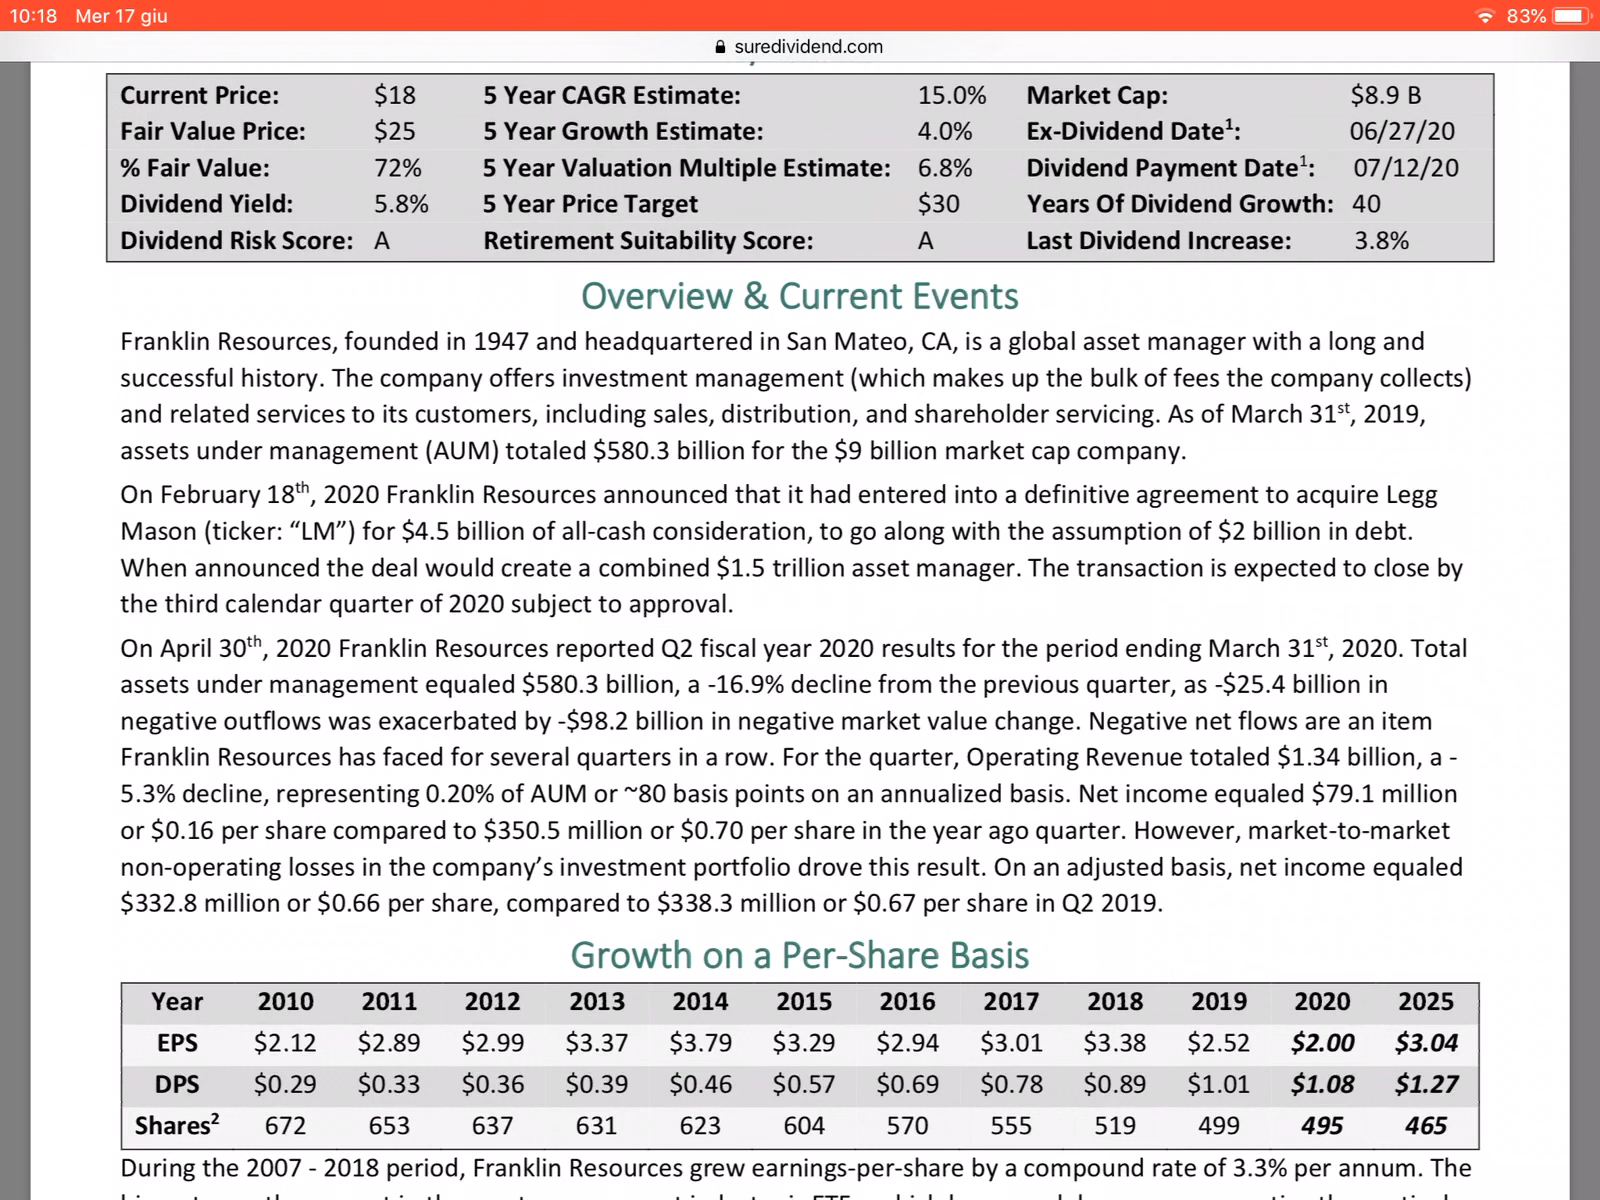 10:18 Mer 17 giu 83%
suredividend.com
Current Price: $18 5 Year CAGR Estimate: 15.0% Market Cap: $8.9 B
Fair Value Price: $25 5 Year Growth Estimate: 4.0% Ex-Dividend Date¹: 06/27/20
% Fair Value: 72% 5 Year Valuation Multiple Estimate: 6.8% Dividend Payment Date¹: 07/12/20
Dividend Yield: 5.8% 5 Year Price Target $30 Years Of Dividend Growth: 40
Dividend Risk Score: A Retirement Suitability Score: A Last Dividend Increase: 3.8%
Overview & Current Events
Franklin Resources, founded in 1947 and headquartered in San Mateo, CA, is a global asset manager with a long and
successful history. The company offers investment management (which makes up the bulk of fees the company collects)
and related services to its customers, including sales, distribution, and shareholder servicing. As of March 31st, 2019,
assets under management (AUM) totaled $580.3 billion for the $9 billion market cap company.
On February 18th, 2020 Franklin Resources announced that it had entered into a definitive agreement to acquire Legg
Mason (ticker: “LM”) for $4.5 billion of all-cash consideration, to go along with the assumption of $2 billion in debt.
When announced the deal would create a combined $1.5 trillion asset manager. The transaction is expected to close by
the third calendar quarter of 2020 subject to approval.
On April 30th, 2020 Franklin Resources reported Q2 fiscal year 2020 results for the period ending March 31st, 2020. Total
assets under management equaled $580.3 billion, a -16.9% decline from the previous quarter, as -$25.4 billion in
negative outflows was exacerbated by -$98.2 billion in negative market value change. Negative net flows are an item
Franklin Resources has faced for several quarters in a row. For the quarter, Operating Revenue totaled $1.34 billion, a -
5.3% decline, representing 0.20% of AUM or ~80 basis points on an annualized basis. Net income equaled $79.1 million
or $0.16 per share compared to $350.5 million or $0.70 per share in the year ago quarter. However, market-to-market
non-operating losses in the company’s investment portfolio drove this result. On an adjusted basis, net income equaled
$332.8 million or $0.66 per share, compared to $338.3 million or $0.67 per share in Q2 2019.
Growth on a Per-Share Basis
Year 2010 2011 2012 2013 2014 2015 2016 2017 2018 2019 2020 2025
EPS $2.12 $2.89 $2.99 $3.37 $3.79 $3.29 $2.94 $3.01 $3.38 $2.52 $2.00 $3.04
DPS $0.29 $0.33 $0.36 $0.39 $0.46 $0.57 $0.69 $0.78 $0.89 $1.01 $1.08 $1.27
Shares² 672 653 637 631 623 604 570 555 519 499 495 465
During the 2007 - 2018 period, Franklin Resources grew earnings-per-share by a compound rate of 3.3% per annum. The